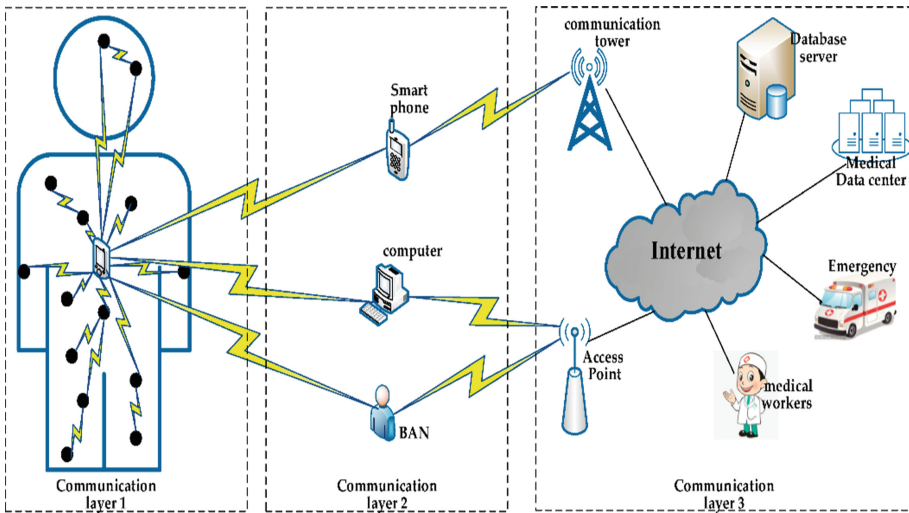 communication
tower
Database
server
Smart
phone
Medical
Data center
Internet
computer
Emergency
Access
Point
medical
workers
BAN
Communication
layer 1
Communication
layer 2
Communication
layer 3